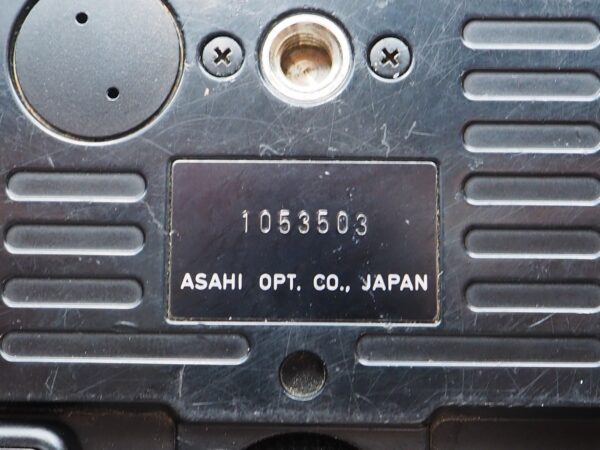 1053503
ASAHI OPT. CO., JAPAN